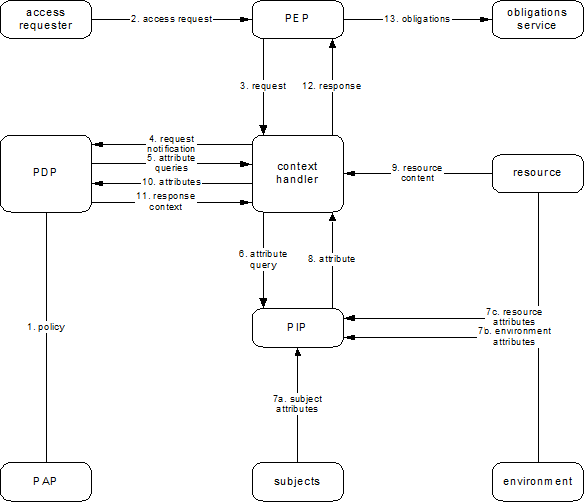 access
requester
2. access request
PEP
13. obligations
obligations
service
3. request
12. response
PDP
4. request
notification
5. attribute
queries
10. attributes
11. response
context
context
handler
9. resource
content
resource
6. attribute
query
8. attribute
1. policy
PIP
7c. resource
attributes
7b. environment
attributes
7a. subject
attributes
PAP
subjects
environment